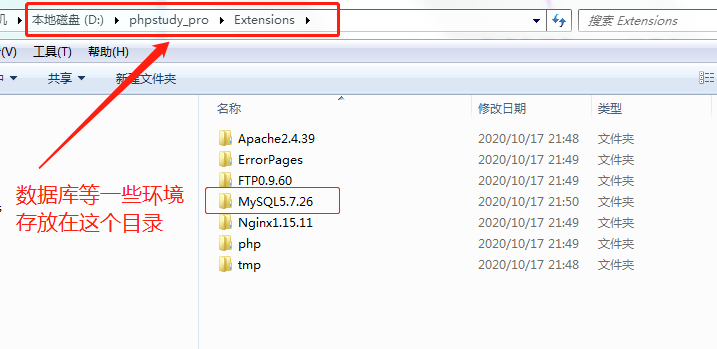 机 ▸ 本地磁盘 (D:) ▸ phpstudy_pro ▸ Extensions ▸ 搜索 Extensions
(V) 工具(T) 帮助(H)
中 共享 新建文件夹
名称 修改日期 类型
Apache2.4.39 2020/10/17 21:48 文件夹
ErrorPages 2020/10/17 21:49 文件夹
FTP0.9.60 2020/10/17 21:49 文件夹
MySQL5.7.26 2020/10/17 21:50 文件夹
Nginx1.15.11 2020/10/17 21:49 文件夹
php 2020/10/17 21:49 文件夹
tmp 2020/10/17 21:48 文件夹
数据库等一些环境
存放在这个目录